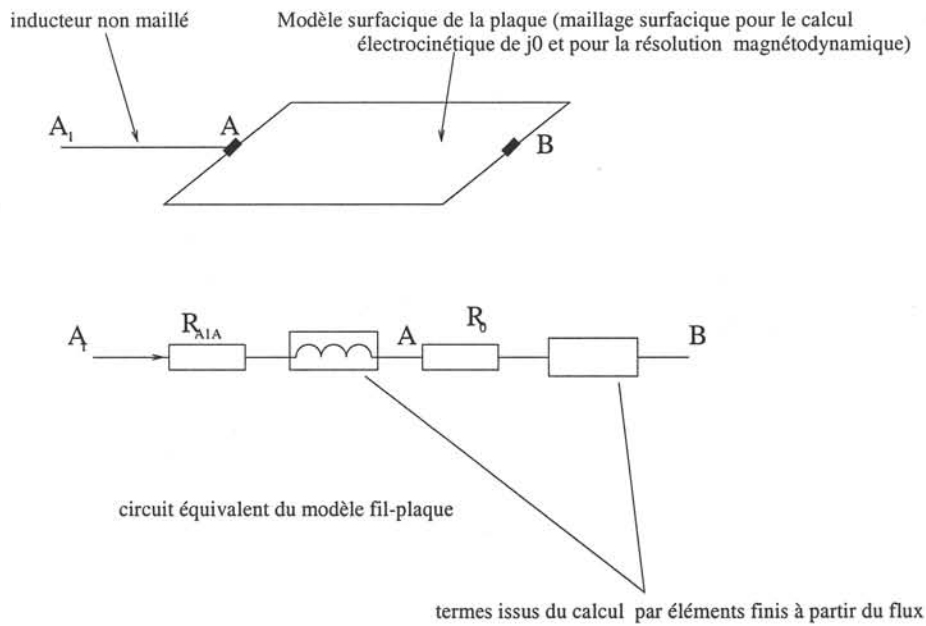 inducteur non maillé
Modèle surfacique de la plaque (maillage surfacique pour le calcul
électrocinétique de j0 et pour la résolution magnétodynamique)
A1
A
B
A1
RA1A
A
R0
B
circuit équivalent du modèle fil-plaque
termes issus du calcul par éléments finis à partir du flux